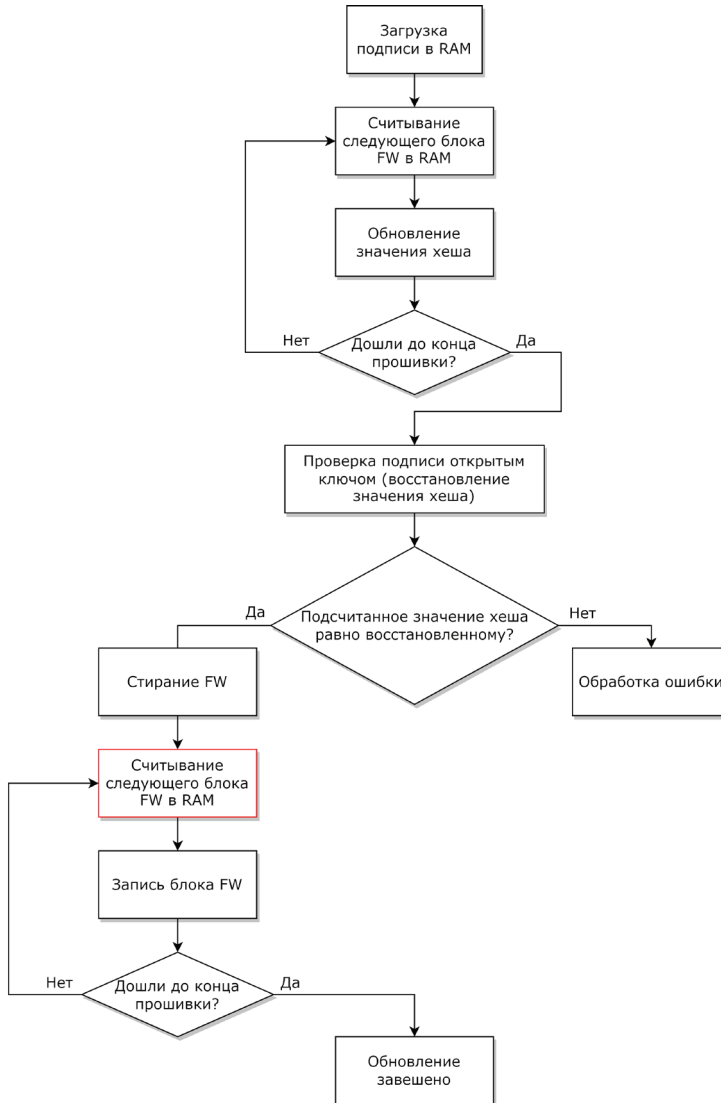 Загрузка
подписи в RAM
Считывание
следующего блока
FW в RAM
Обновление
значения хеша
Нет
Дошли до конца
прошивки?
Да
Проверка подписи открытым
ключом (восстановление
значения хеша)
Да
Подсчитанное значение хеша
равно восстановленному?
Нет
Стирание FW
Обработка ошибки
Считывание
следующего блока
FW в RAM
Запись блока FW
Нет
Дошли до конца
прошивки?
Да
Обновление
завешено